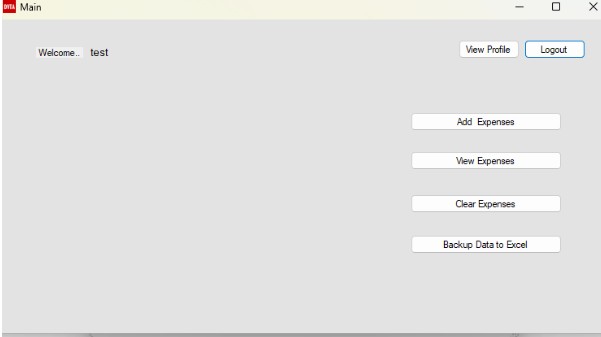 Main
Welcome.. test
View Profile
Logout
Add Expenses
View Expenses
Clear Expenses
Backup Data to Excel